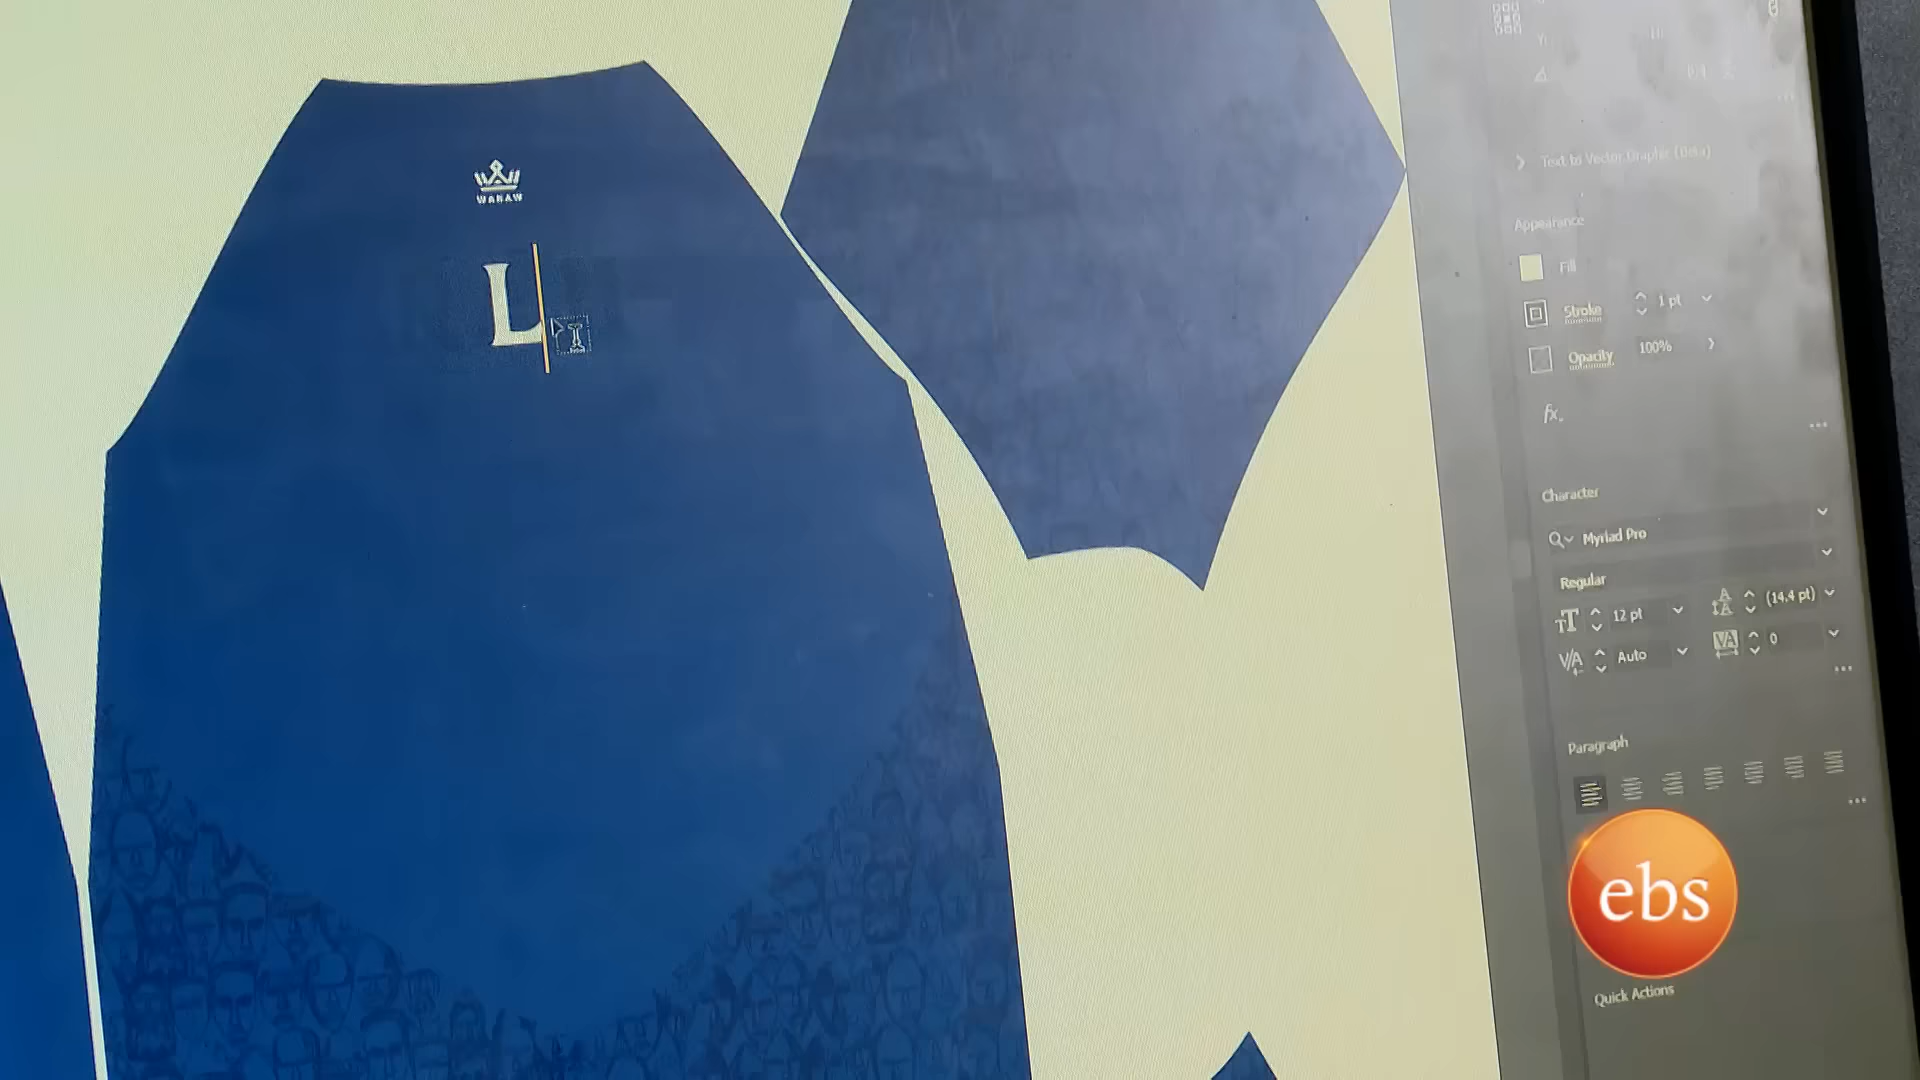 WANAW
L
Text to Vector Graphic (Beta)
Appearance
Fill
Stroke
1 pt
Opacity
100%
fx.
Character
Myriad Pro
Regular
12 pt
(14.4 pt)
Auto
0
Paragraph
ebs
Quick Actions